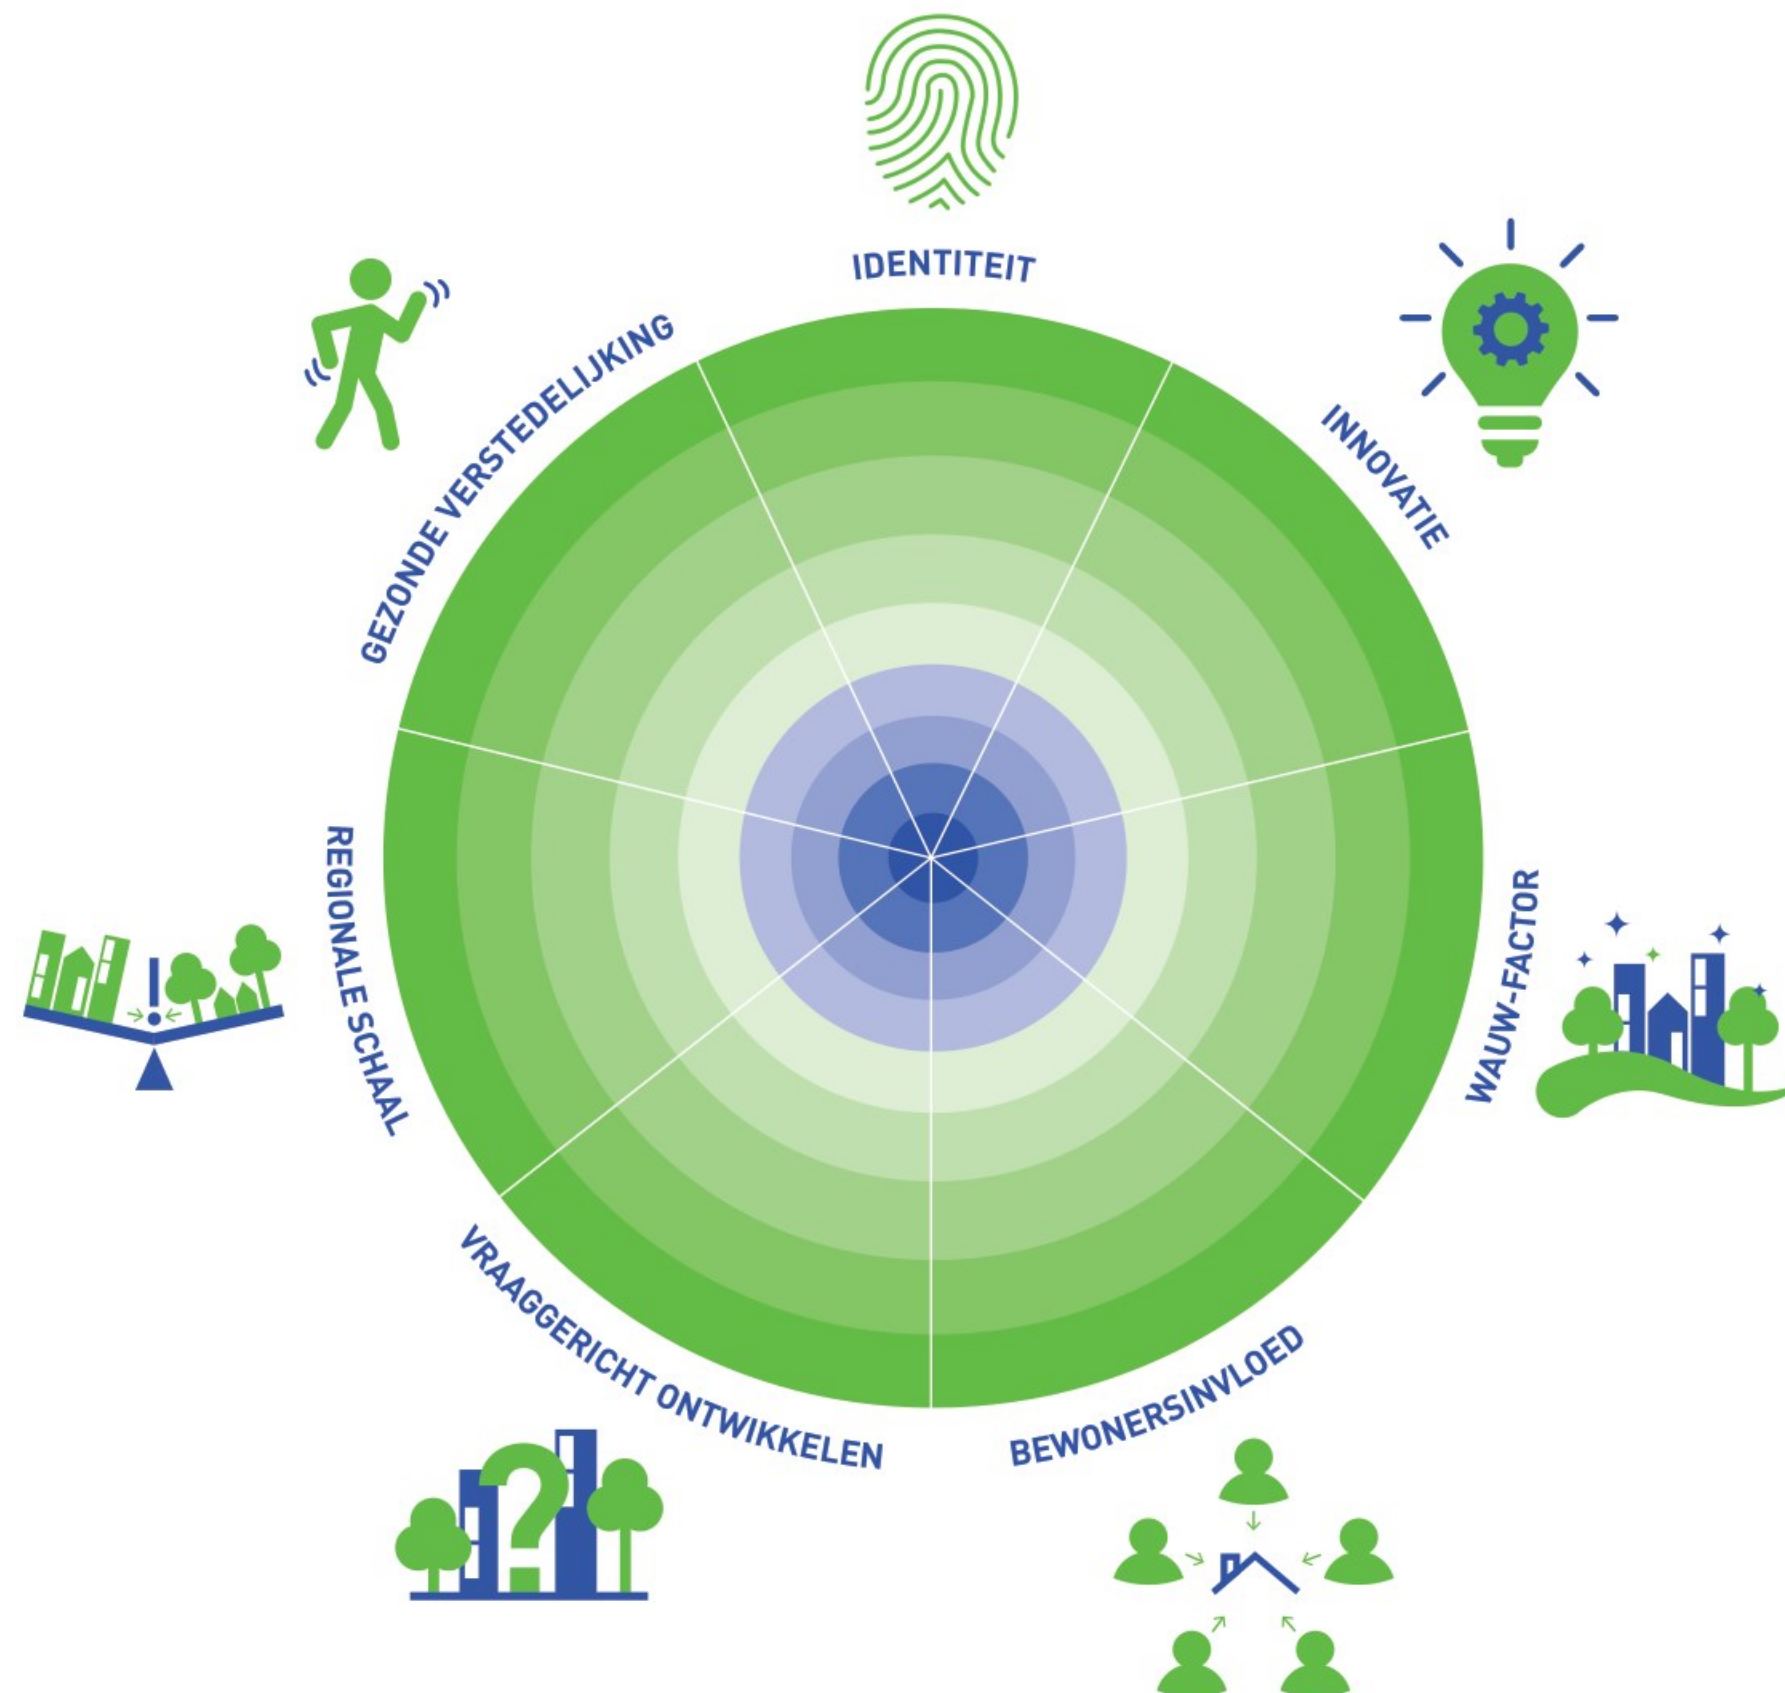 IDENTITEIT
INNOVATIE
WAUW-FACTOR
BEWONERSINVLOED
VRAAGGERICHT ONTWIKKELEN
REGIONALE SCHAAL
GEZONDE VERSTEDELIJKING